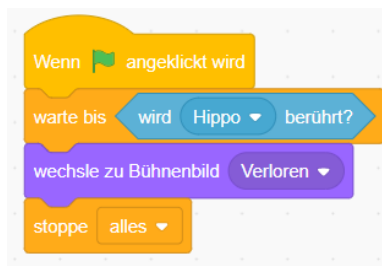 Wenn angeklickt wird
warte bis wird Hippo berührt?
wechsle zu Bühnenbild Verloren
stoppe alles